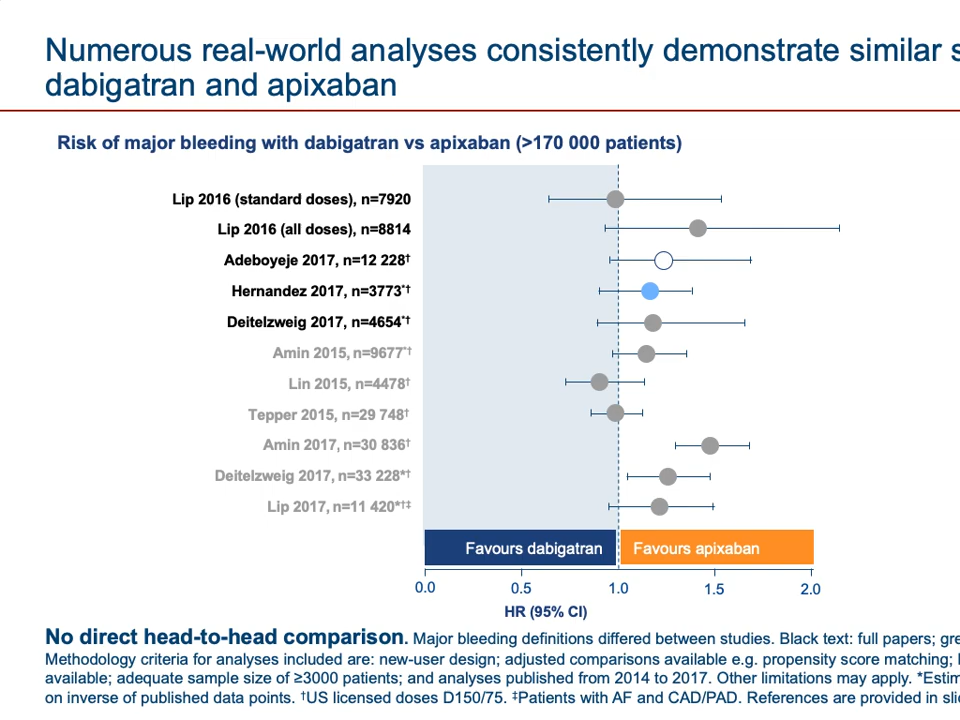 Numerous real-world analyses consistently demonstrate similar s
dabigatran and apixaban
Risk of major bleeding with dabigatran vs apixaban (>170 000 patients)
Lip 2016 (standard doses), n=7920
Lip 2016 (all doses), n=8814
Adeboyeje 2017, n=12 228†
Hernandez 2017, n=3773*†
Deitelzweig 2017, n=4654*†
Amin 2015, n=9677*†
Lin 2015, n=4478†
Tepper 2015, n=29 748†
Amin 2017, n=30 836†
Deitelzweig 2017, n=33 228*†
Lip 2017, n=11 420*†‡
Favours dabigatran Favours apixaban
0.0 0.5 1.0 1.5 2.0
HR (95% CI)
No direct head-to-head comparison. Major bleeding definitions differed between studies. Black text: full papers; gre
Methodology criteria for analyses included are: new-user design; adjusted comparisons available e.g. propensity score matching;
available; adequate sample size of ≥3000 patients; and analyses published from 2014 to 2017. Other limitations may apply. *Estim
on inverse of published data points. †US licensed doses D150/75. ‡Patients with AF and CAD/PAD. References are provided in sli